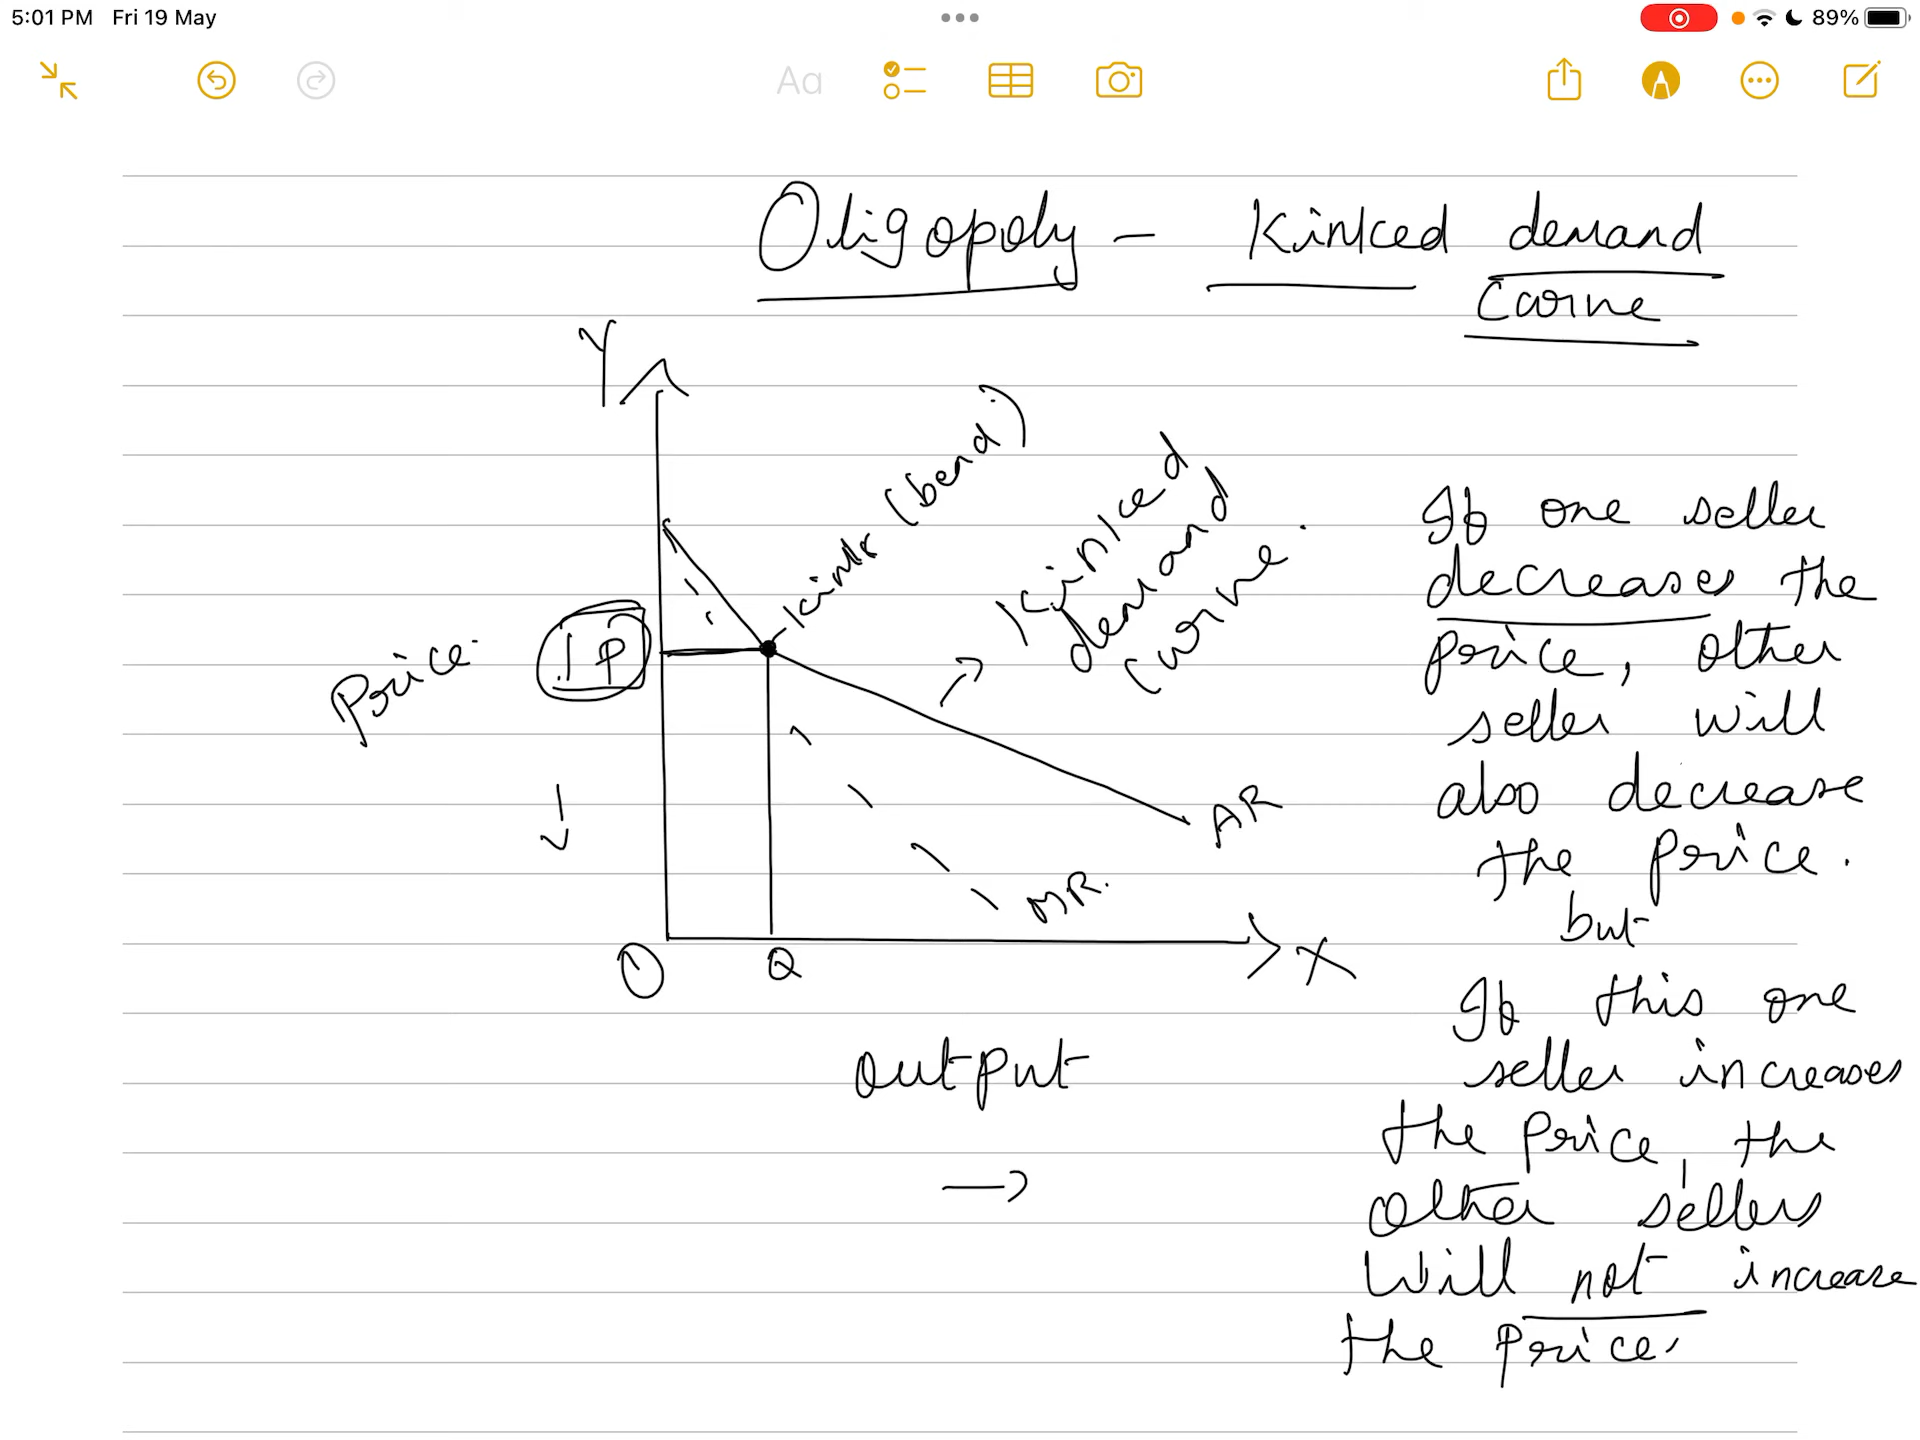 5:01 PM Fri 19 May
89%
Aa
Oligopoly - Kinked demand
Curve
Y
Kink (bend)
Kinked
demand
curve.
Price
P
AR
MR.
O
Q
X
Output
If one seller
decreases the
price, other
seller will
also decrease
the price.
but
If this one
seller increases
the price, the
other sellers
will not increase
the price.